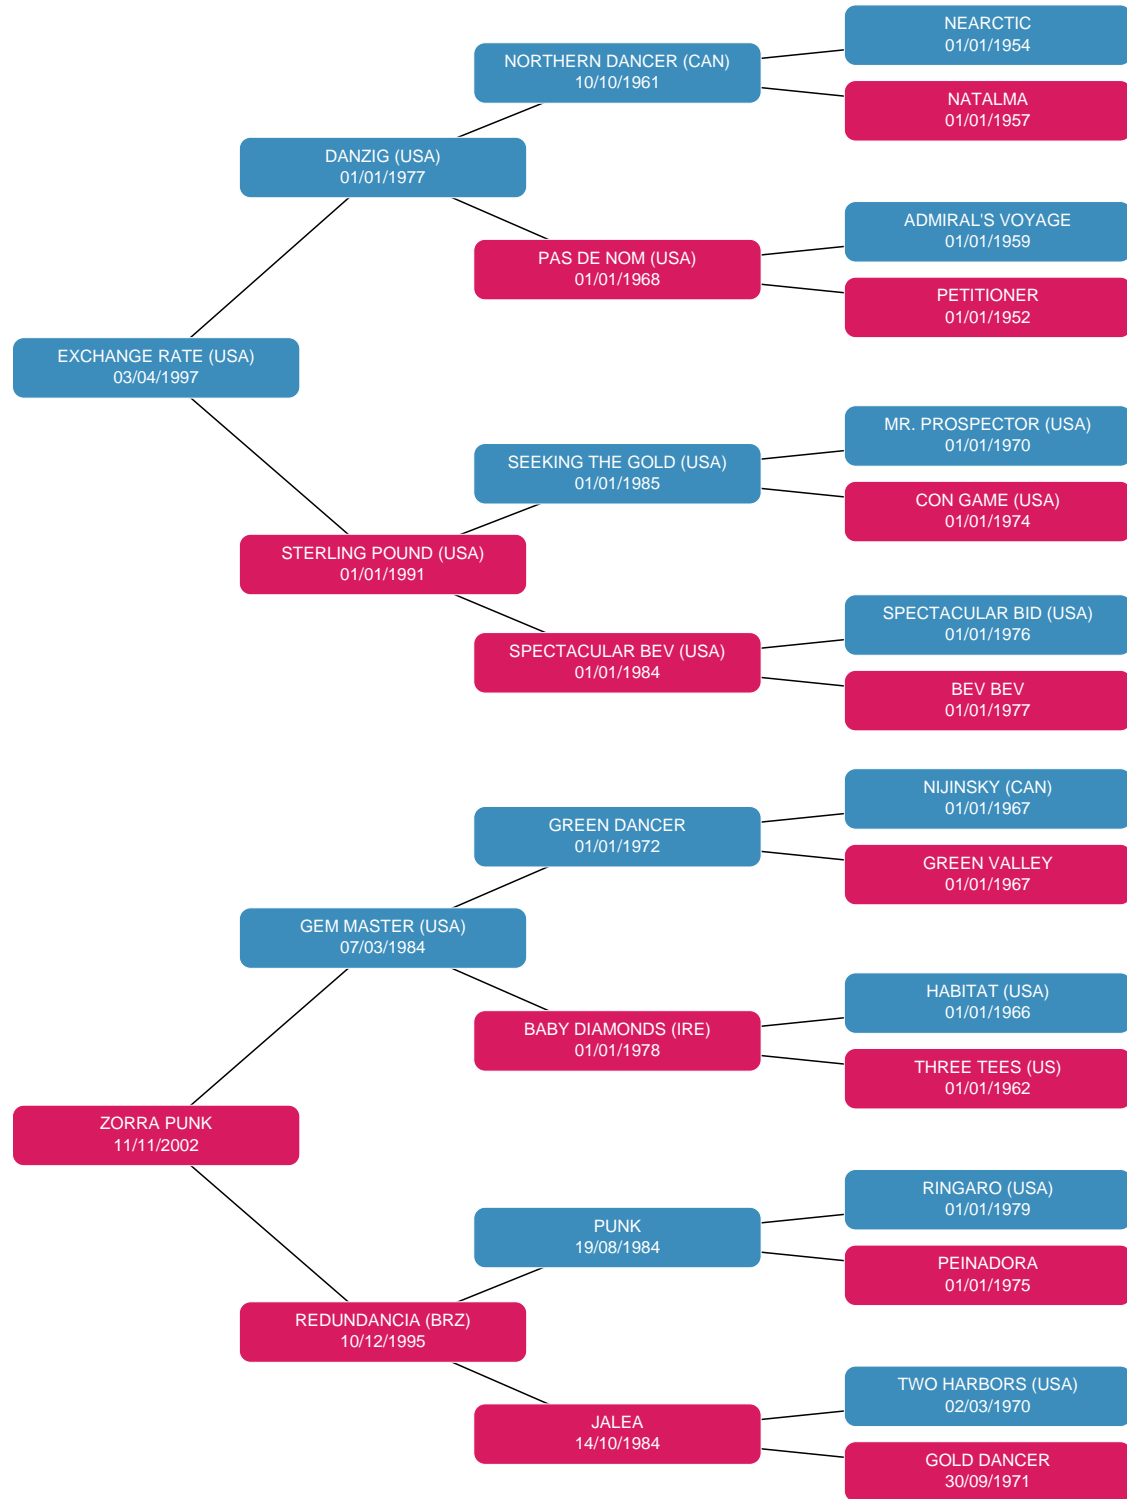 NEARCTIC
01/01/1954
NORTHERN DANCER (CAN)
10/10/1961
NATALMA
01/01/1957
DANZIG (USA)
01/01/1977
ADMIRAL'S VOYAGE
01/01/1959
PAS DE NOM (USA)
01/01/1968
PETITIONER
01/01/1952
EXCHANGE RATE (USA)
03/04/1997
MR. PROSPECTOR (USA)
01/01/1970
SEEKING THE GOLD (USA)
01/01/1985
CON GAME (USA)
01/01/1974
STERLING POUND (USA)
01/01/1991
SPECTACULAR BID (USA)
01/01/1976
SPECTACULAR BEV (USA)
01/01/1984
BEV BEV
01/01/1977
NIJINSKY (CAN)
01/01/1967
GREEN DANCER
01/01/1972
GREEN VALLEY
01/01/1967
GEM MASTER (USA)
07/03/1984
HABITAT (USA)
01/01/1966
BABY DIAMONDS (IRE)
01/01/1978
THREE TEES (US)
01/01/1962
ZORRA PUNK
11/11/2002
RINGARO (USA)
01/01/1979
PUNK
19/08/1984
PEINADORA
01/01/1975
REDUNDANCIA (BRZ)
10/12/1995
TWO HARBORS (USA)
02/03/1970
JALEA
14/10/1984
GOLD DANCER
30/09/1971